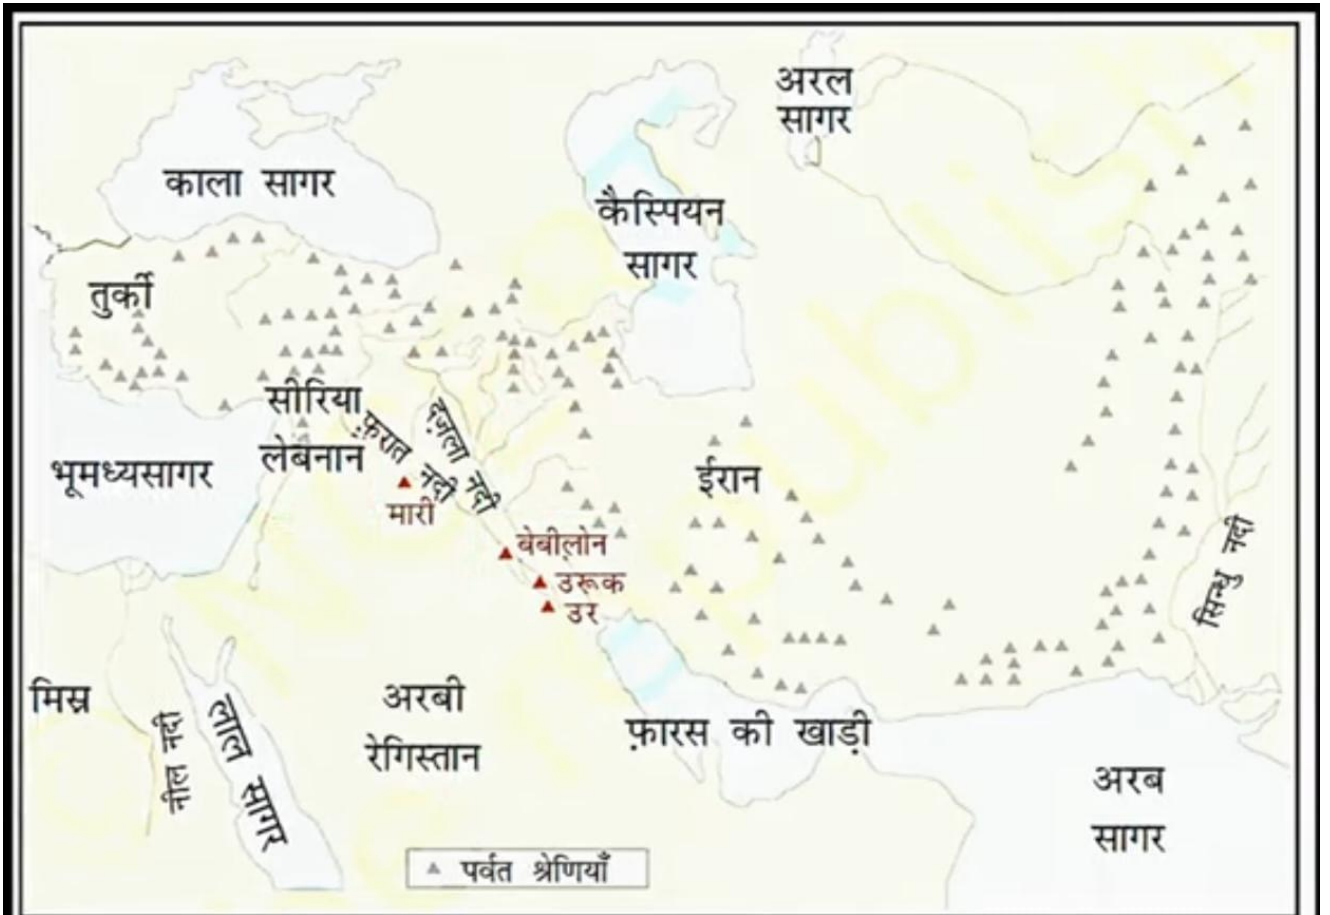 अरल
सागर
काला सागर
कैस्पियन
सागर
तुर्की
सीरिया
लेबनान
फ़रात नदी
दज़ला नदी
भूमध्यसागर
ईरान
मारी
बेबीलोन
उरूक
उर
सिन्धु नदी
मिस्र
नील नदी
लाल सागर
अरबी
रेगिस्तान
फ़ारस की खाड़ी
अरब
सागर
पर्वत श्रेणियाँ